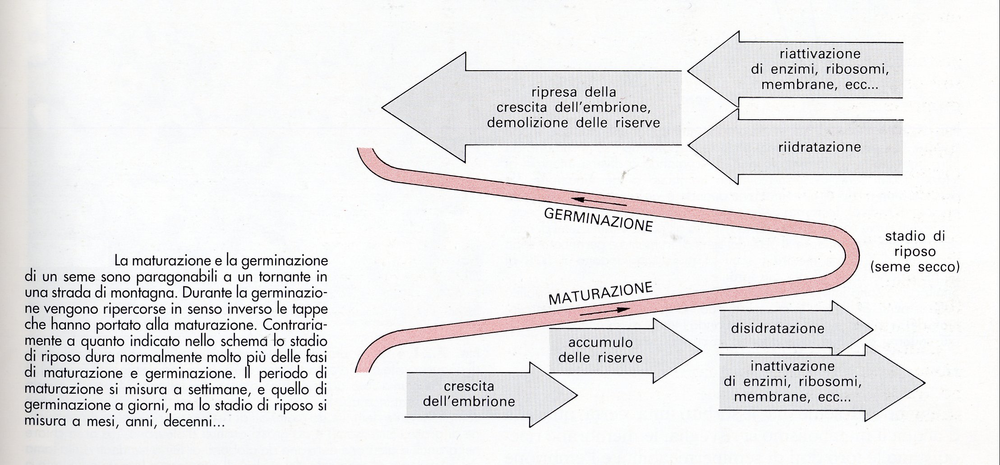 riattivazione
di enzimi, ribosomi,
membrane, ecc...
ripresa della
crescita dell'embrione,
demolizione delle riserve
riidratazione
GERMINAZIONE
stadio di
riposo
(seme secco)
MATURAZIONE
disidratazione
accumulo
delle riserve
inattivazione
di enzimi, ribosomi,
membrane, ecc...
crescita
dell'embrione
La maturazione e la germinazione
di un seme sono paragonabili a un tornante in
una strada di montagna. Durante la germinazio-
ne vengono ripercorse in senso inverso le tappe
che hanno portato alla maturazione. Contraria-
mente a quanto indicato nello schema lo stadio
di riposo dura normalmente molto più delle fasi
di maturazione e germinazione. Il periodo di
maturazione si misura a settimane, e quello di
germinazione a giorni, ma lo stadio di riposo si
misura a mesi, anni, decenni...